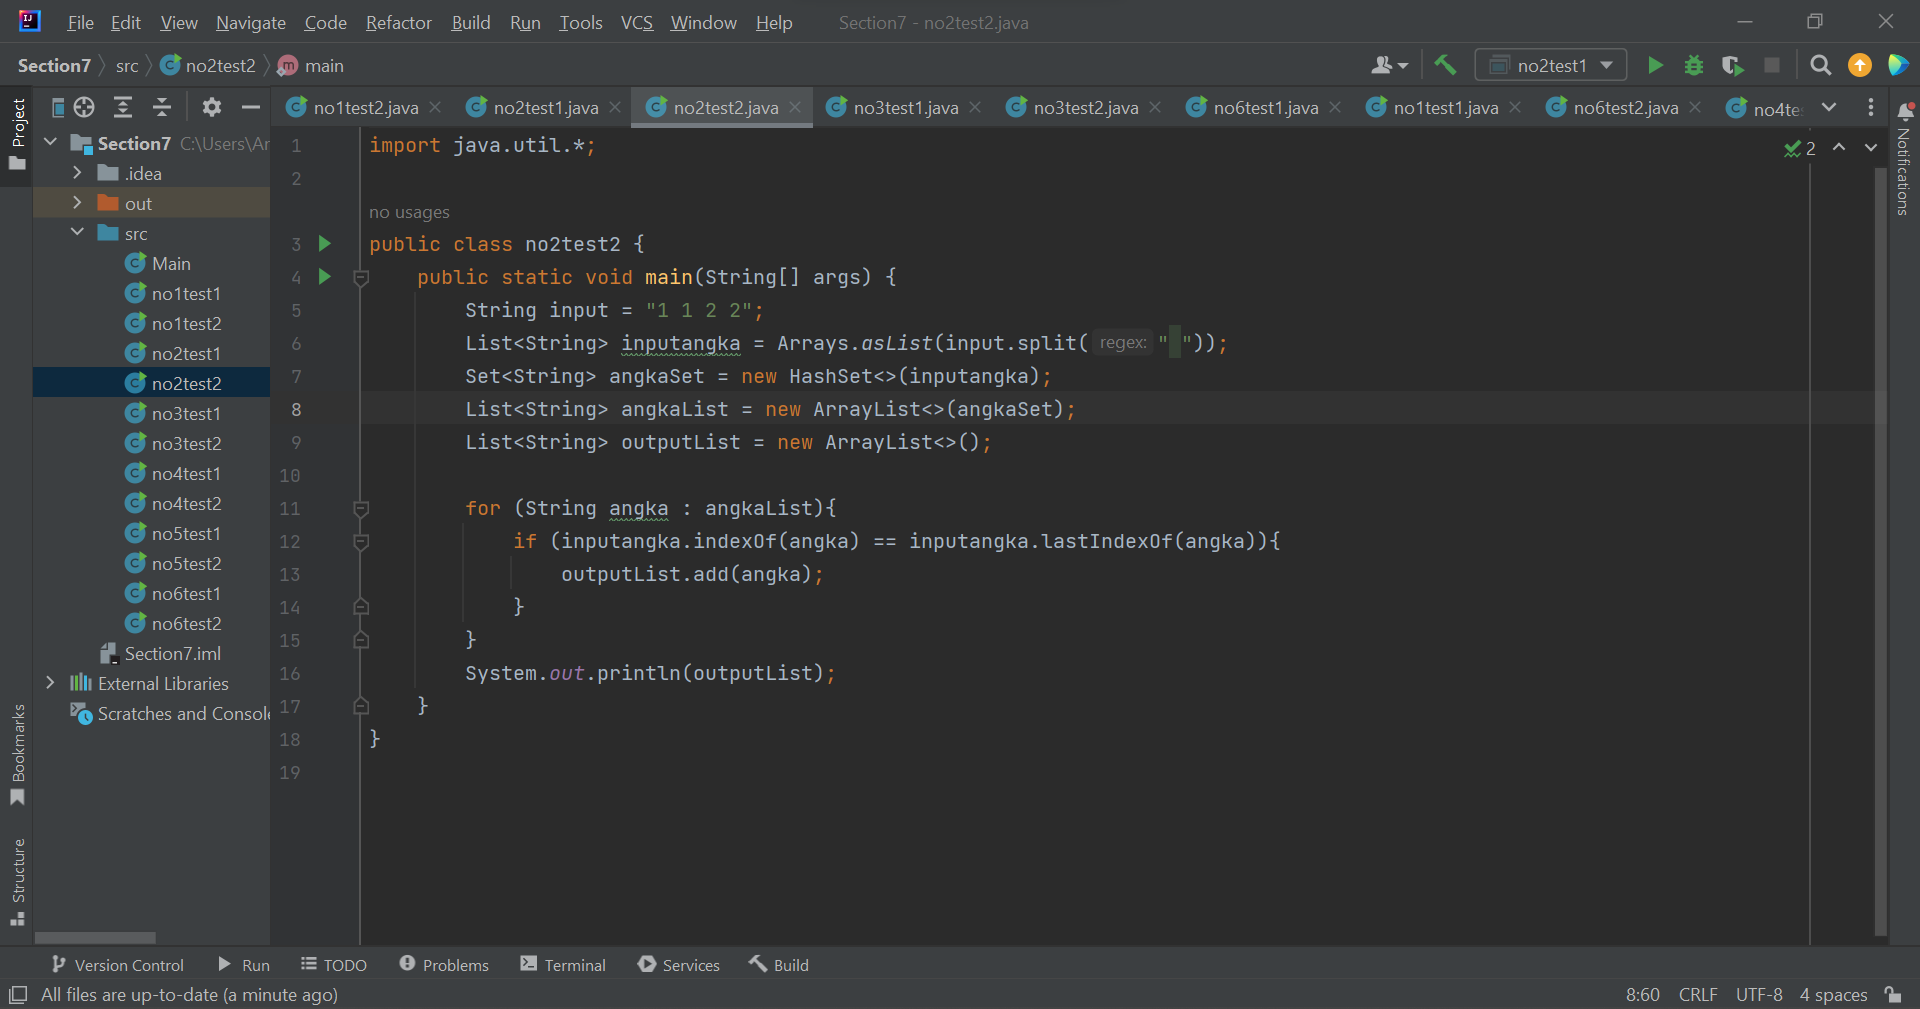 File Edit View Navigate Code Refactor Build Run Tools VCS Window Help Section7 - no2test2.java
Section7 src no2test2 main no2test1
Project
Notifications
Bookmarks
Structure
no1test2.java no2test1.java no2test2.java no3test1.java no3test2.java no6test1.java no1test1.java no6test2.java no4te
Section7 C:\Users\Ar
.idea
out
src
Main
no1test1
no1test2
no2test1
no2test2
no3test1
no3test2
no4test1
no4test2
no5test1
no5test2
no6test1
no6test2
Section7.iml
External Libraries
Scratches and Consol
2
1 import java.util.*;
2
no usages
3 public class no2test2 {
4 public static void main(String[] args) {
5 String input = "1 1 2 2";
6 List<String> inputangka = Arrays.asList(input.split( regex: " "));
7 Set<String> angkaSet = new HashSet<>(inputangka);
8 List<String> angkaList = new ArrayList<>(angkaSet);
9 List<String> outputList = new ArrayList<>();
10
11 for (String angka : angkaList){
12 if (inputangka.indexOf(angka) == inputangka.lastIndexOf(angka)){
13 outputList.add(angka);
14 }
15 }
16 System.out.println(outputList);
17 }
18 }
19
Version Control Run TODO Problems Terminal Services Build
All files are up-to-date (a minute ago) 8:60 CRLF UTF-8 4 spaces